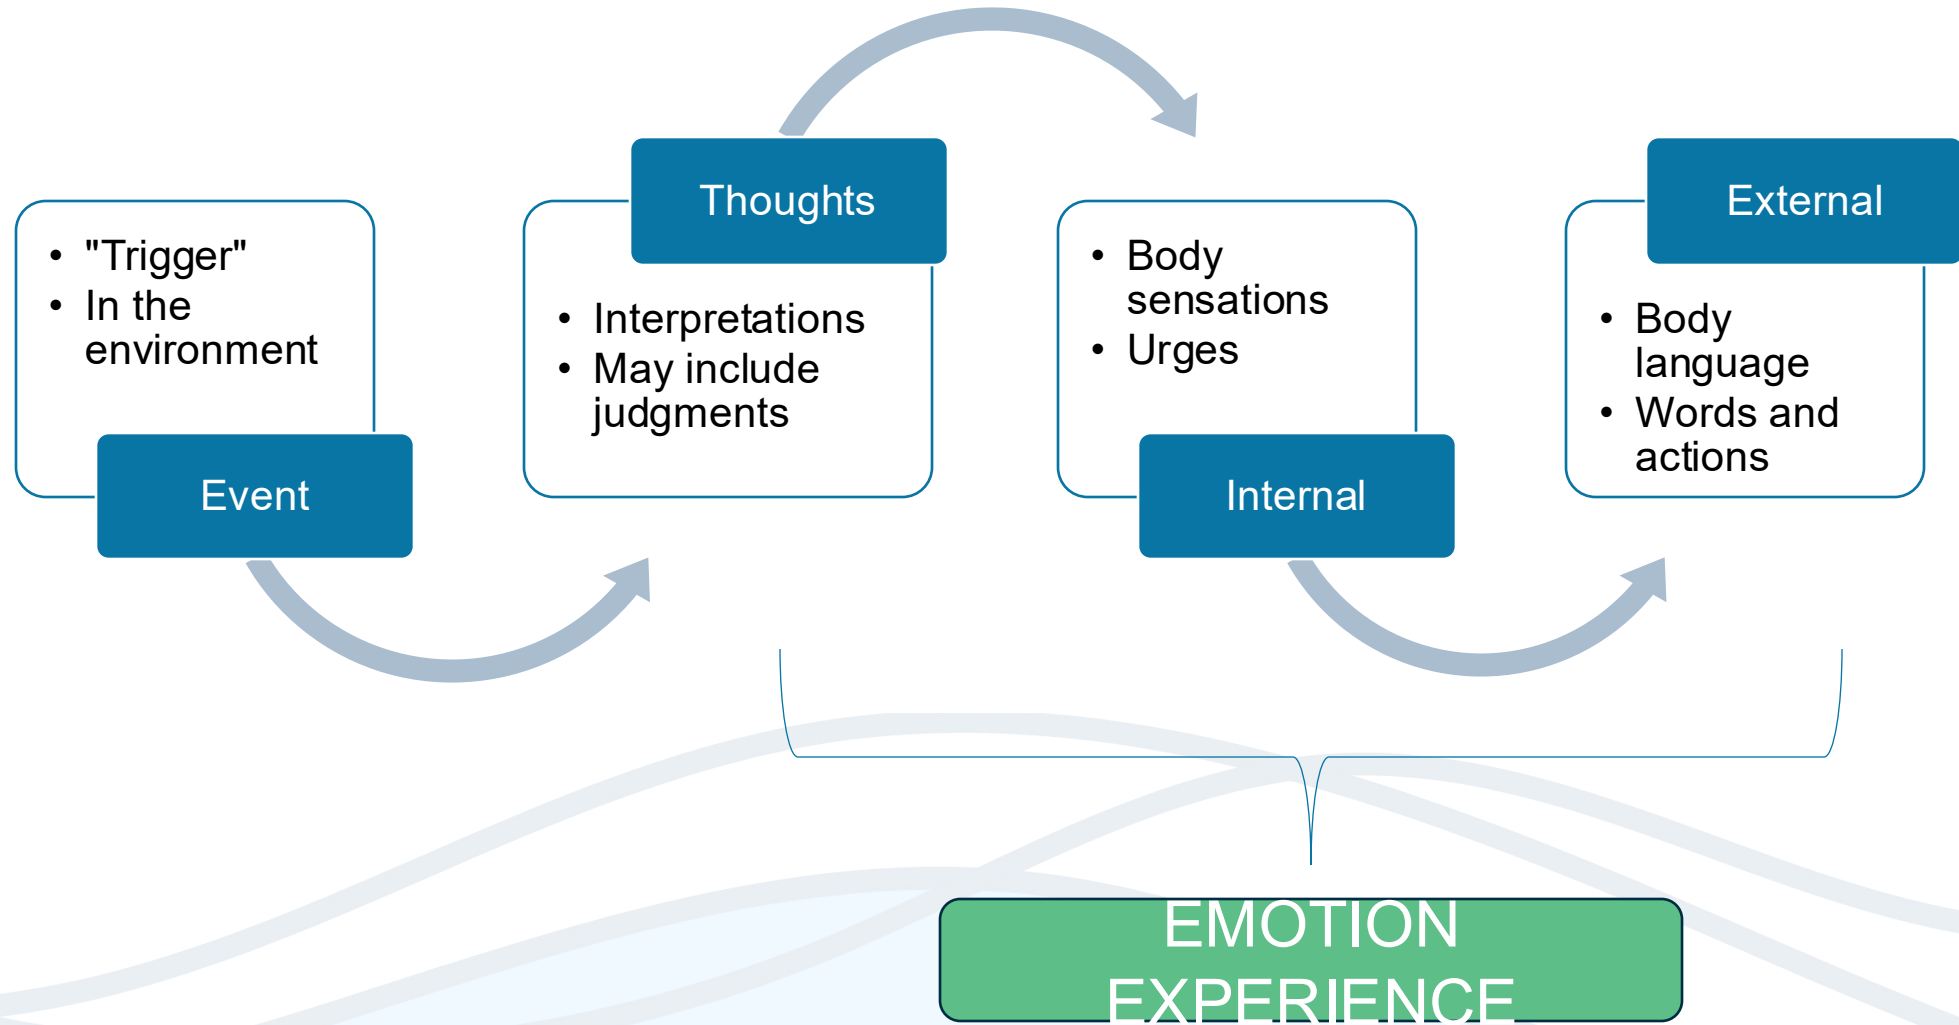 • "Trigger"
• In the
environment
Event
Thoughts
• Interpretations
• May include
judgments
• Body
sensations
• Urges
Internal
External
• Body
language
• Words and
actions
EMOTION
EXPERIENCE